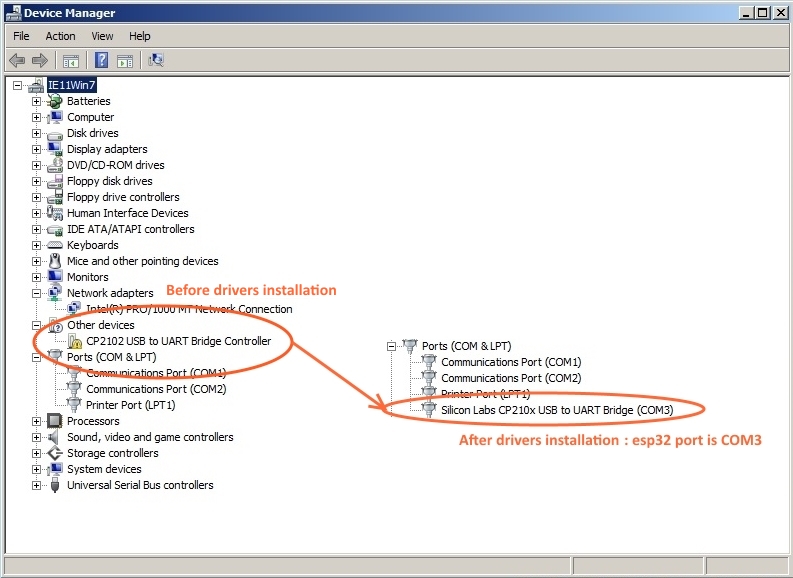 Device Manager
File Action View Help
IE11Win7
Batteries
Computer
Disk drives
Display adapters
DVD/CD-ROM drives
Floppy disk drives
Floppy drive controllers
Human Interface Devices
IDE ATA/ATAPI controllers
Keyboards
Mice and other pointing devices
Monitors
Network adapters
Before drivers installation
Intel(R) PRO/1000 MT Network Connection
Other devices
CP2102 USB to UART Bridge Controller
Ports (COM & LPT)
Communications Port (COM1)
Communications Port (COM2)
Printer Port (LPT1)
Processors
Sound, video and game controllers
Storage controllers
System devices
Universal Serial Bus controllers
Ports (COM & LPT)
Communications Port (COM1)
Communications Port (COM2)
Printer Port (LPT1)
Silicon Labs CP210x USB to UART Bridge (COM3)
After drivers installation : esp32 port is COM3